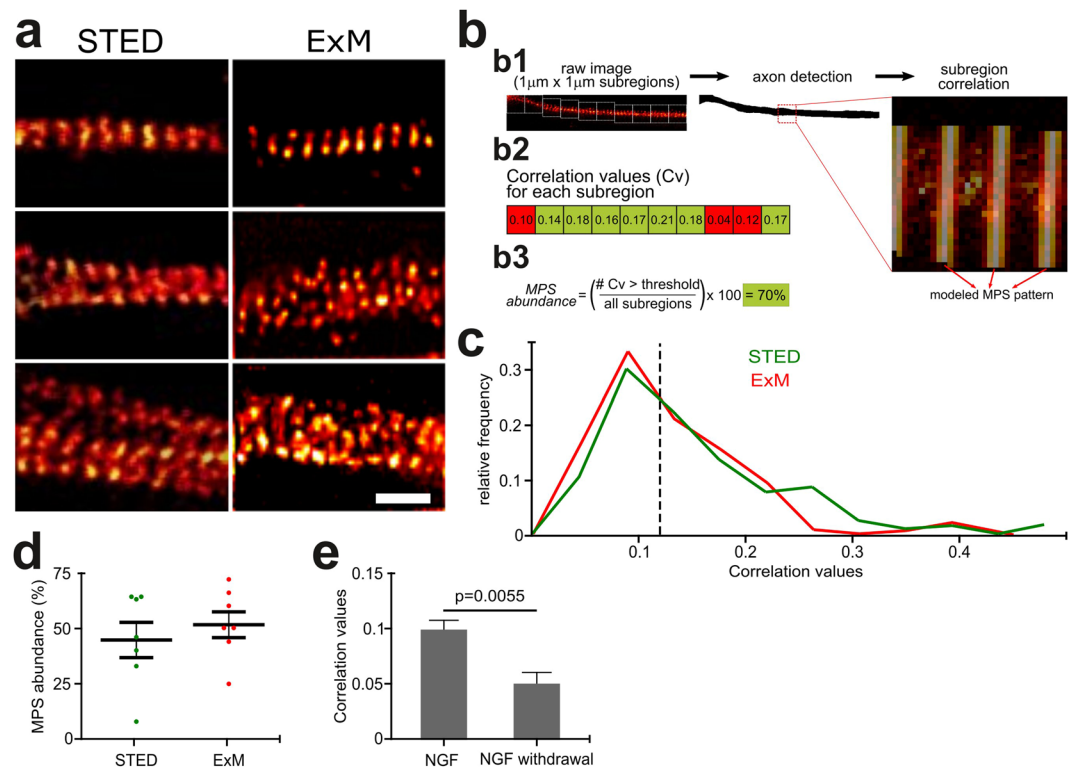 a
STED
ExM
b
b1
raw image
(1μm x 1μm subregions)
axon detection
subregion
correlation
b2
Correlation values (Cv)
for each subregion
0.10 0.14 0.18 0.16 0.17 0.21 0.18 0.04 0.12 0.17
b3
MPS
abundance
=
(# Cv > threshold
all subregions)
x 100 = 70%
modeled MPS pattern
c
STED
ExM
relative frequency
0.3
0.2
0.1
0
0.1 0.2 0.3 0.4
Correlation values
d
MPS abundance (%)
75
50
25
0
STED
ExM
e
Correlation values
0.15
0.1
0.05
0
p=0.0055
NGF
NGF withdrawal